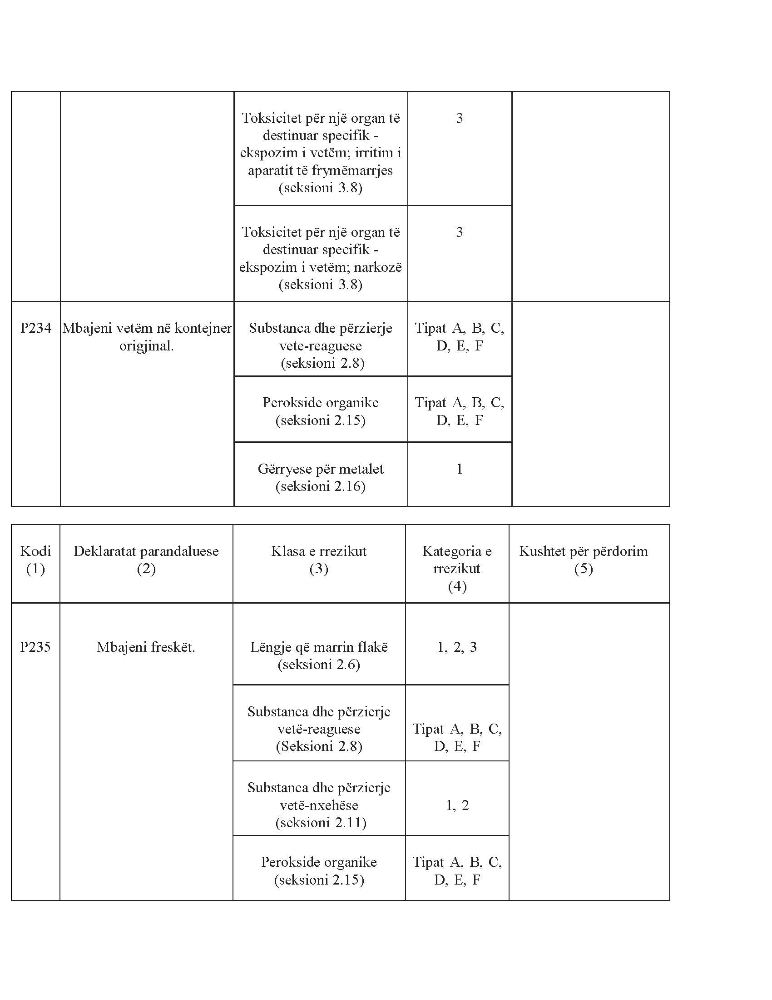 Toksicitet për një organ të
destinuar specifik -
ekspozim i vetëm; irritim i
aparatit të frymëmarrjes
(seksioni 3.8)
3
Toksicitet për një organ të
destinuar specifik -
ekspozim i vetëm; narkozë
(seksioni 3.8)
3
P234
Mbajeni vetëm në kontejner
origjinal.
Substanca dhe përzierje
vete-reaguese
(seksioni 2.8)
Tipat A, B, C,
D, E, F
Perokside organike
(seksioni 2.15)
Tipat A, B, C,
D, E, F
Gërryese për metalet
(seksioni 2.16)
1
Kodi
(1)
Deklaratat parandaluese
(2)
Klasa e rrezikut
(3)
Kategoria e
rrezikut
(4)
Kushtet për përdorim
(5)
P235
Mbajeni freskët.
Lëngje që marrin flakë
(seksioni 2.6)
1, 2, 3
Substanca dhe përzierje
vetë-reaguese
(Seksioni 2.8)
Tipat A, B, C,
D, E, F
Substanca dhe përzierje
vetë-nxehëse
(seksioni 2.11)
1, 2
Perokside organike
(seksioni 2.15)
Tipat A, B, C,
D, E, F